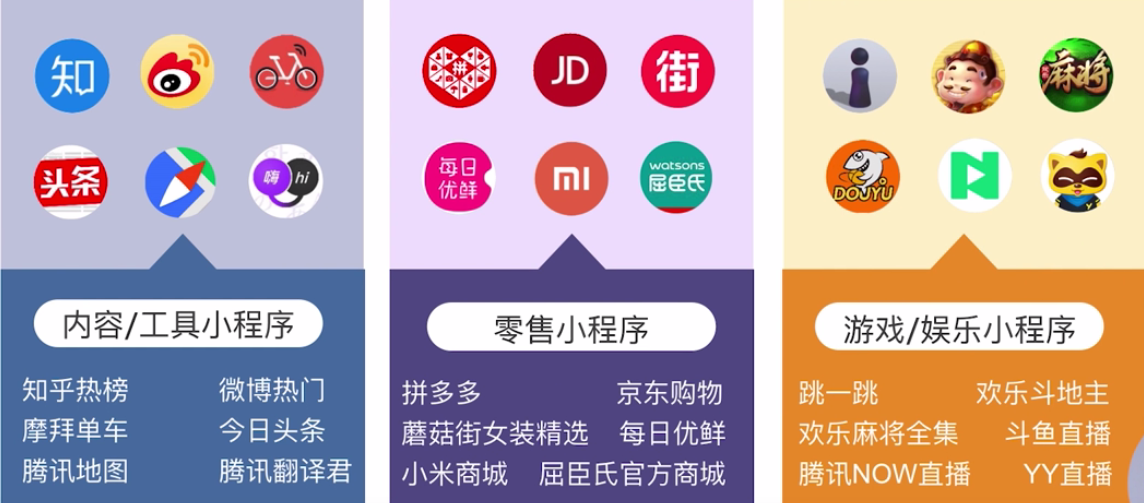 知
头条
嗨 hi
内容/工具小程序
知乎热榜 微博热门
摩拜单车 今日头条
腾讯地图 腾讯翻译君
拼 JD 街
每日
优鲜
mi
watsons
屈臣氏
零售小程序
拼多多 京东购物
蘑菇街女装精选 每日优鲜
小米商城 屈臣氏官方商城
麻将
DOUYU
N
Y
游戏/娱乐小程序
跳一跳 欢乐斗地主
欢乐麻将全集 斗鱼直播
腾讯NOW直播 YY直播